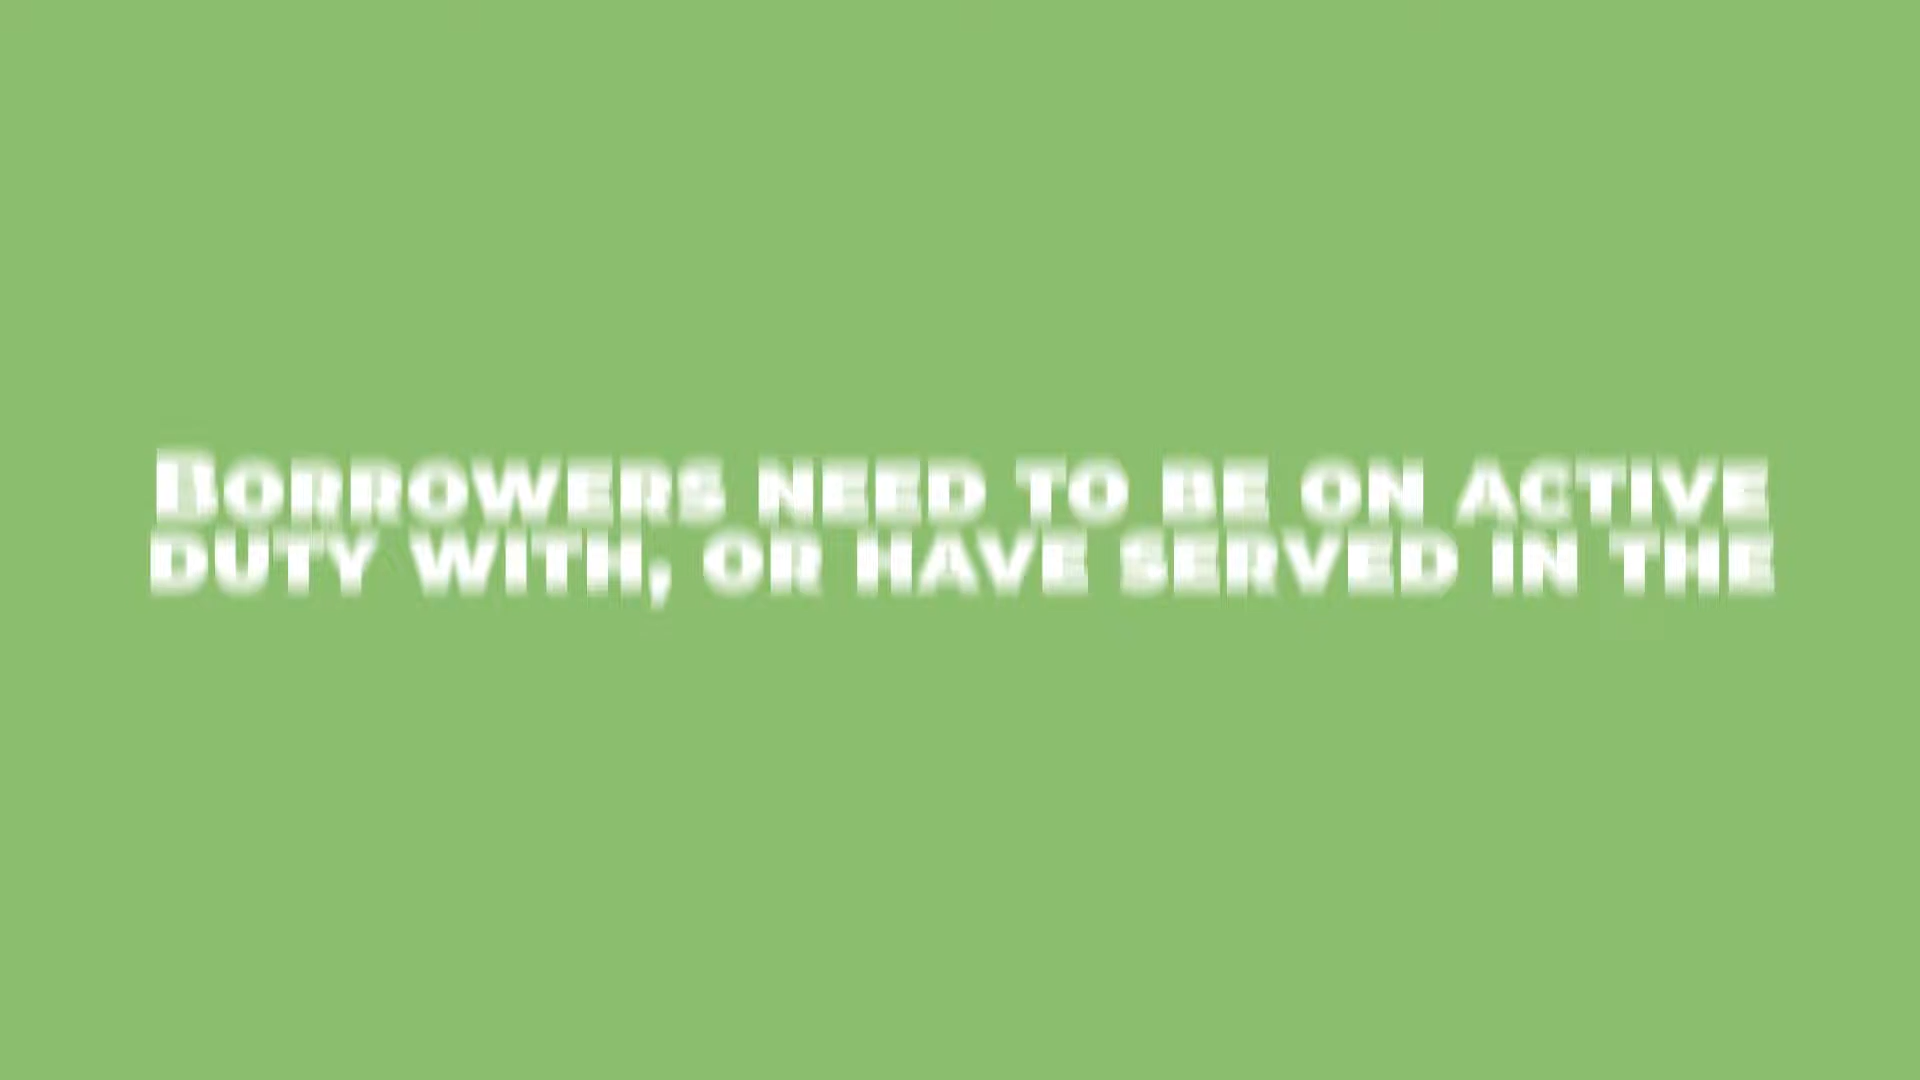 Borrowers need to be on active
duty with, or have served in the